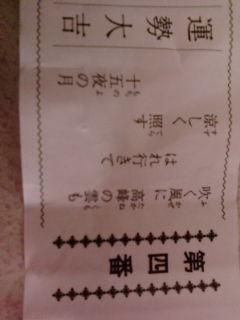 第四番
吹く風に高峰の雲も
はれ行きて
涼しく照す
十五夜の月
運勢大吉